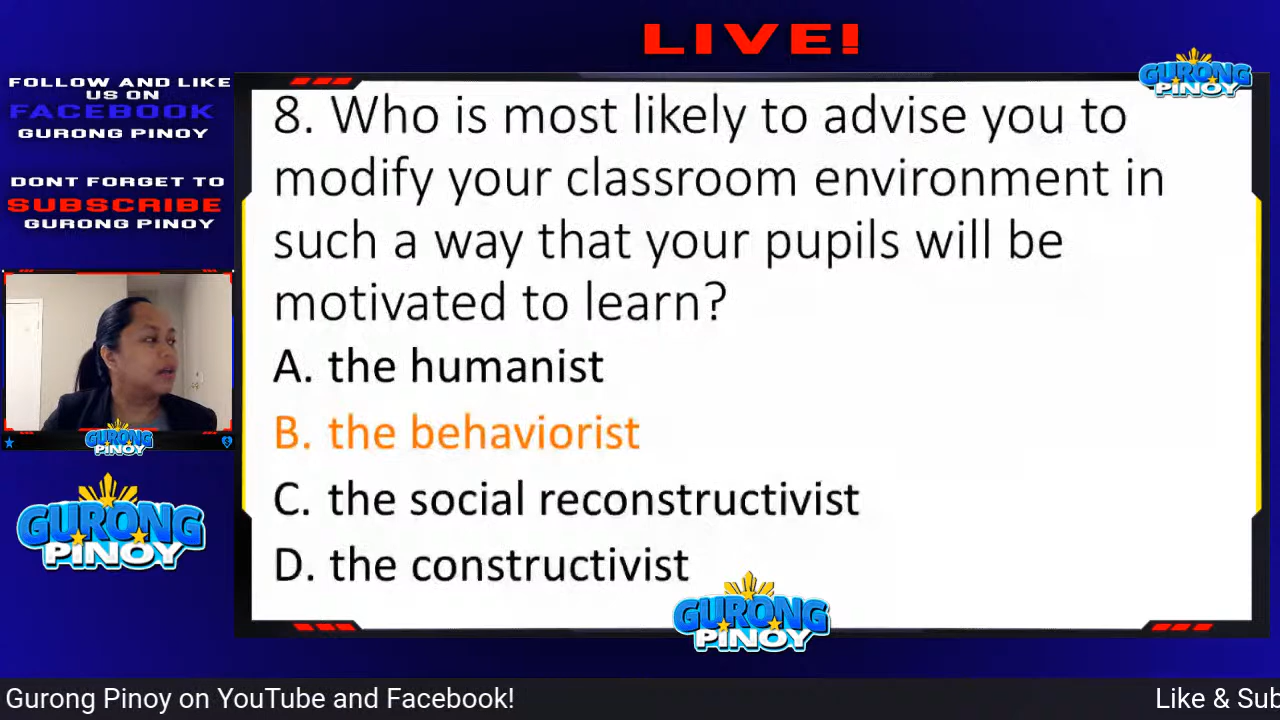 LIVE!
FOLLOW AND LIKE
US ON
FACEBOOK
GURONG PINOY
DONT FORGET TO
SUBSCRIBE
GURONG PINOY
GURONG
PINOY
GURONG
PINOY
GURONG
PINOY
8. Who is most likely to advise you to
modify your classroom environment in
such a way that your pupils will be
motivated to learn?
A. the humanist
B. the behaviorist
C. the social reconstructivist
D. the constructivist
GURONG
PINOY
Gurong Pinoy on YouTube and Facebook!
Like & Sub